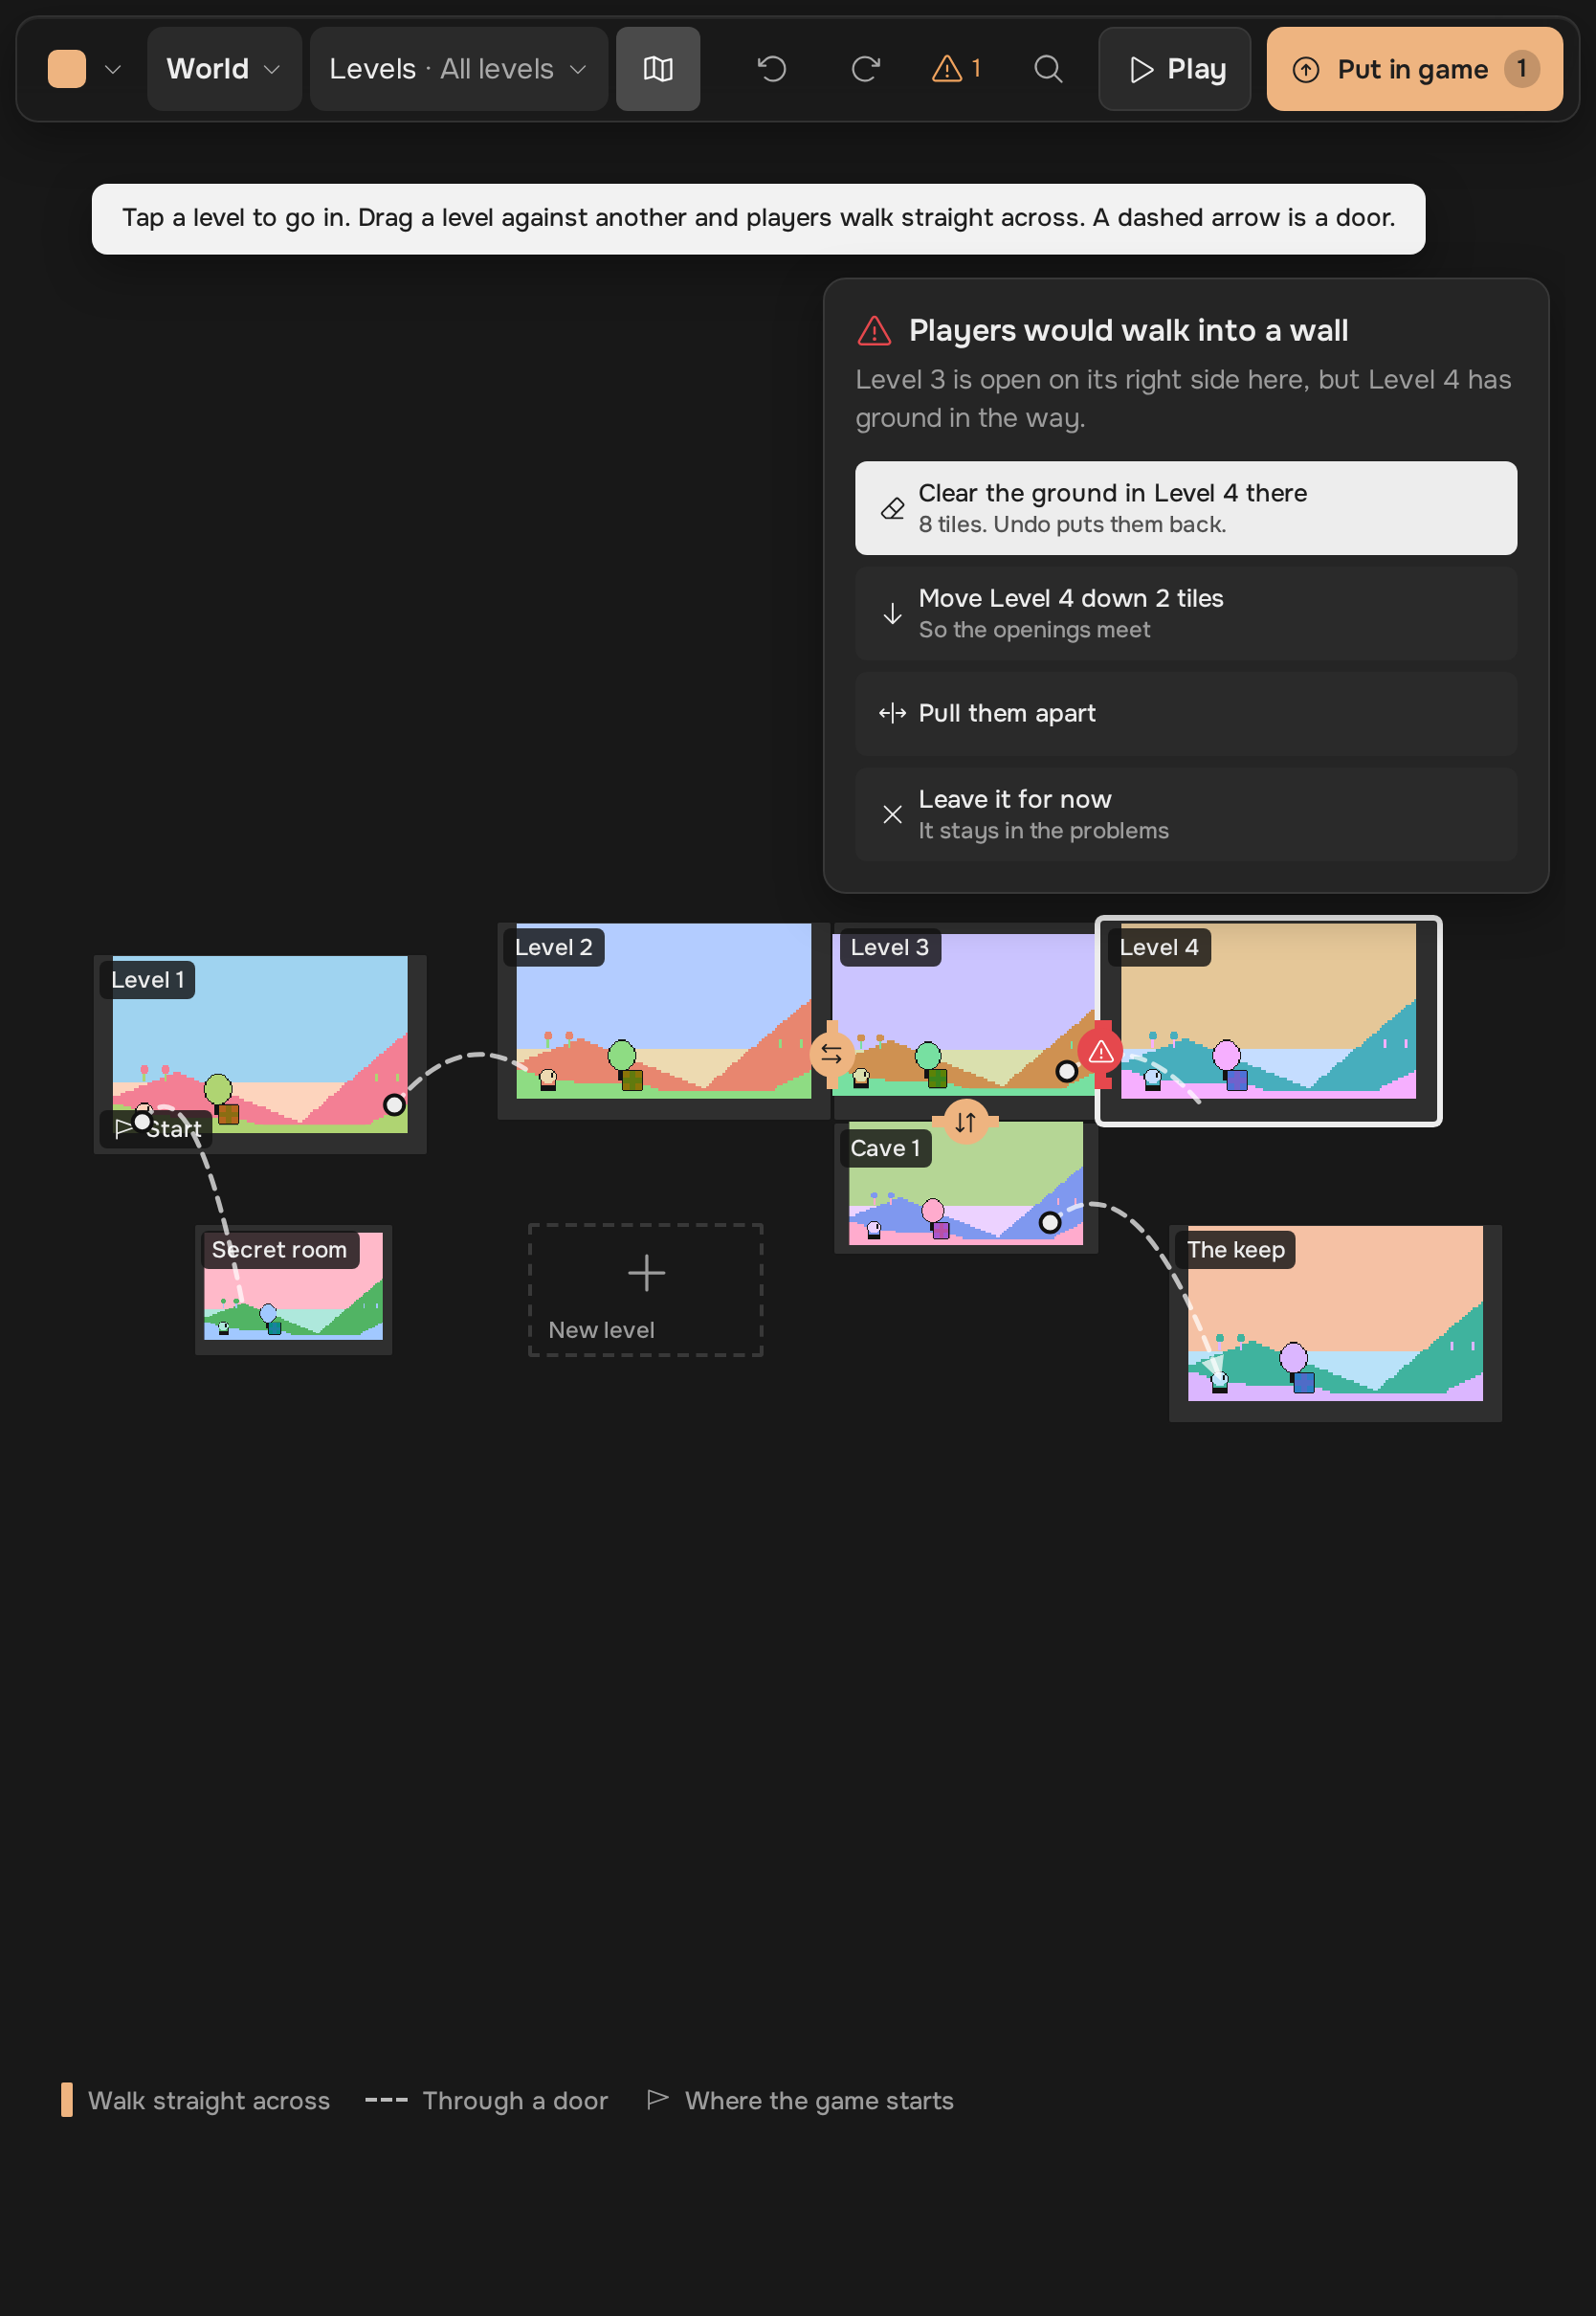 World
Levels · All levels
1
Play
Put in game 1
Tap a level to go in. Drag a level against another and players walk straight across. A dashed arrow is a door.
Players would walk into a wall
Level 3 is open on its right side here, but Level 4 has
ground in the way.
Clear the ground in Level 4 there
8 tiles. Undo puts them back.
Move Level 4 down 2 tiles
So the openings meet
Pull them apart
Leave it for now
It stays in the problems
Level 1
Level 2
Level 3
Level 4
Start
Cave 1
Secret room
New level
The keep
Walk straight across
Through a door
Where the game starts